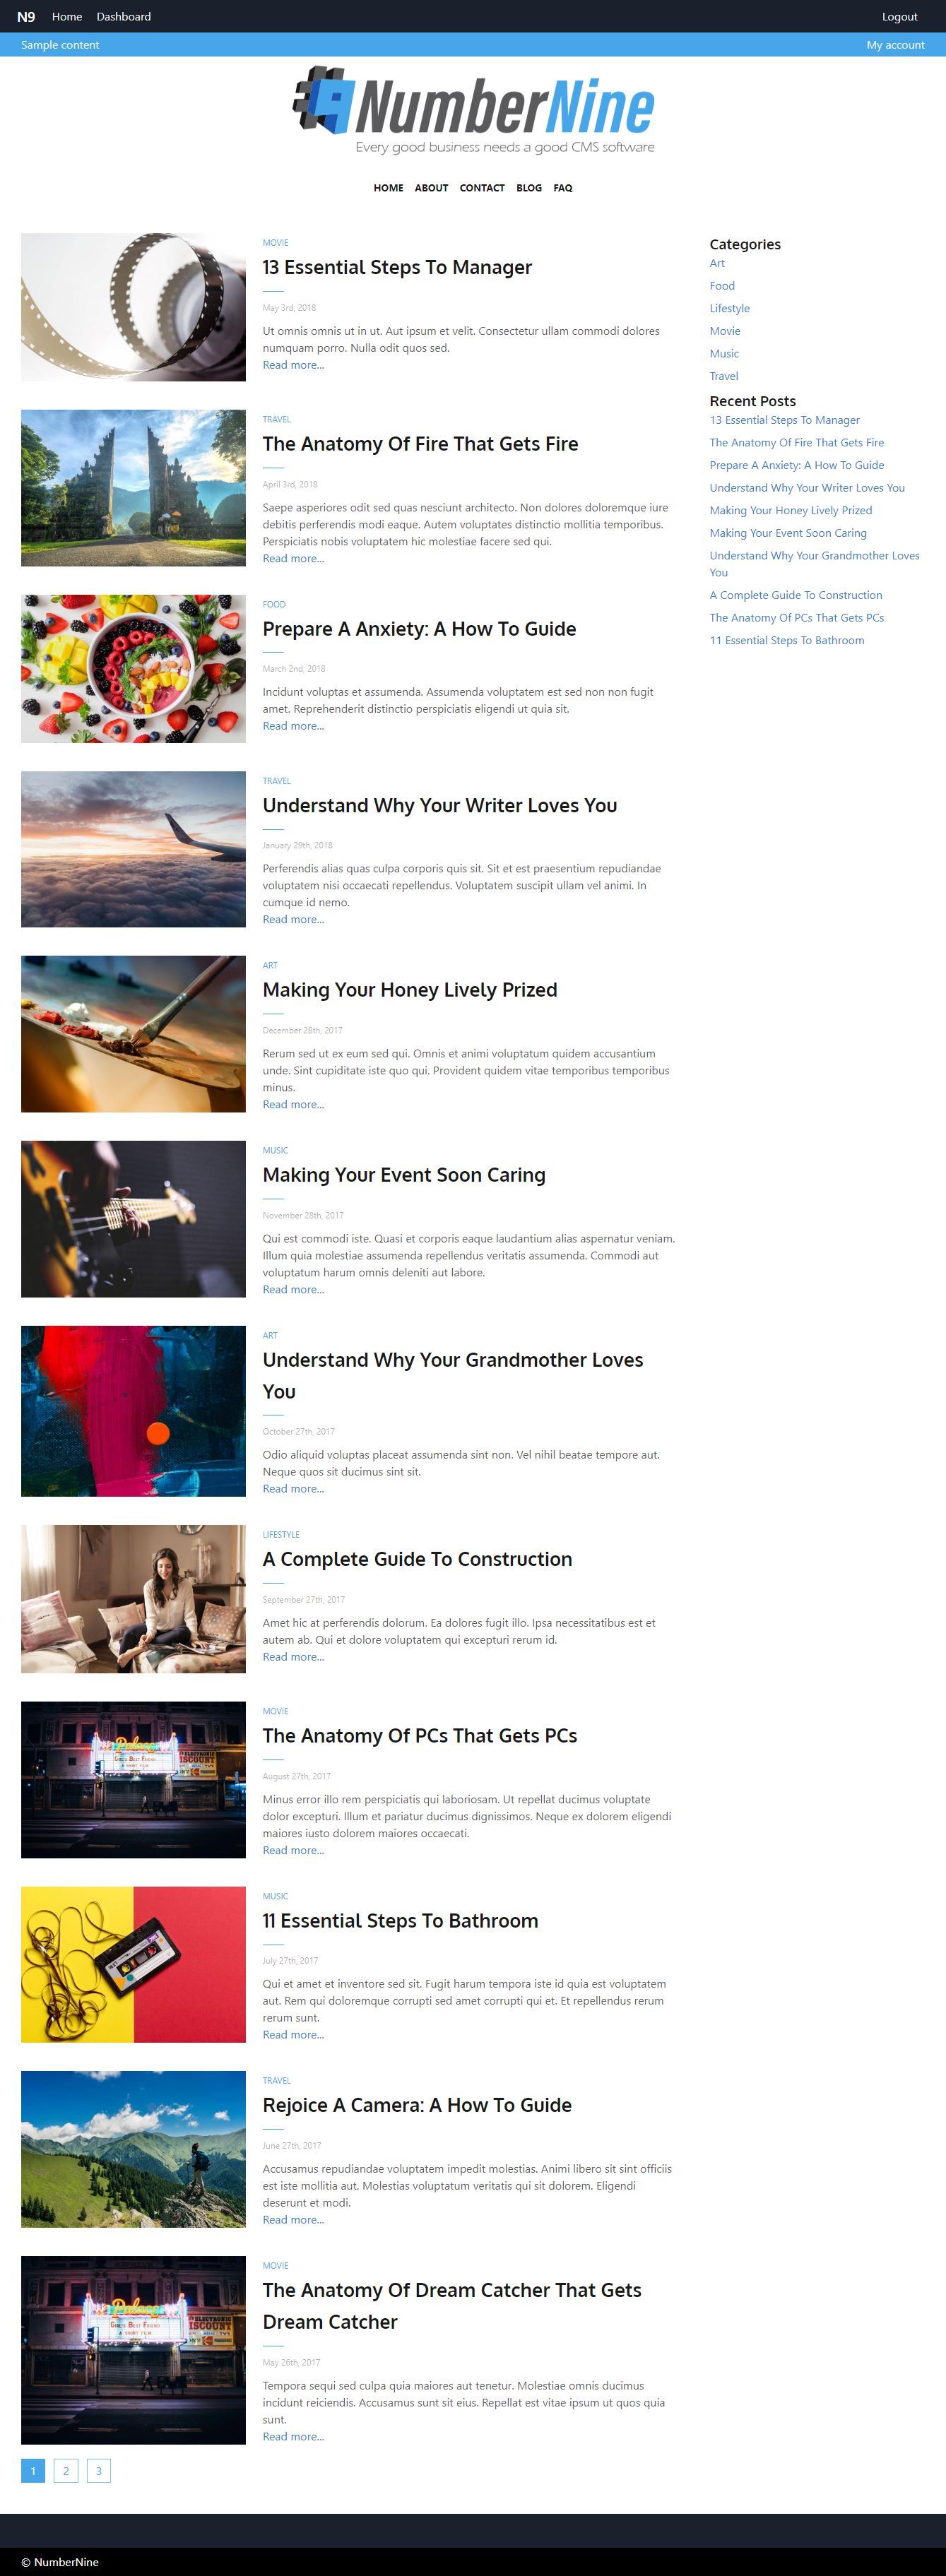 N9 Home Dashboard Logout
Sample content My account
NumberNine
Every good business needs a good CMS software
HOME ABOUT CONTACT BLOG FAQ
MOVIE
13 Essential Steps To Manager
May 3rd, 2018
Ut omnis omnis ut in ut. Aut ipsum et velit. Consectetur ullam commodi dolores
numquam porro. Nulla odit quos sed.
Read more...
TRAVEL
The Anatomy Of Fire That Gets Fire
April 3rd, 2018
Saepe asperiores odit sed quas nesciunt architecto. Non dolores doloremque iure
debitis perferendis modi eaque. Autem voluptates distinctio mollitia temporibus.
Perspiciatis nobis voluptatem hic molestiae facere sed qui.
Read more...
FOOD
Prepare A Anxiety: A How To Guide
March 2nd, 2018
Incidunt voluptas et assumenda. Assumenda voluptatem est sed non non fugit
amet. Reprehenderit distinctio perspiciatis eligendi ut quia sit.
Read more...
TRAVEL
Understand Why Your Writer Loves You
January 29th, 2018
Perferendis alias quas culpa corporis quis sit. Sit et est praesentium repudiandae
voluptatem nisi occaecati repellendus. Voluptatem suscipit ullam vel animi. In
cumque id nemo.
Read more...
ART
Making Your Honey Lively Prized
December 28th, 2017
Rerum sed ut ex eum sed qui. Omnis et animi voluptatum quidem accusantium
unde. Sint cupiditate iste quo qui. Provident quidem vitae temporibus temporibus
minus.
Read more...
MUSIC
Making Your Event Soon Caring
November 28th, 2017
Qui est commodi iste. Quasi et corporis eaque laudantium alias aspernatur veniam.
Illum quia molestiae assumenda repellendus veritatis assumenda. Commodi aut
voluptatum harum omnis deleniti aut labore.
Read more...
ART
Understand Why Your Grandmother Loves
You
October 27th, 2017
Odio aliquid voluptas placeat assumenda sint non. Vel nihil beatae tempore aut.
Neque quos sit ducimus sint sit.
Read more...
LIFESTYLE
A Complete Guide To Construction
September 27th, 2017
Amet hic at perferendis dolorum. Ea dolores fugit illo. Ipsa necessitatibus est et
autem ab. Qui et dolore voluptatem qui excepturi rerum id.
Read more...
MOVIE
The Anatomy Of PCs That Gets PCs
August 27th, 2017
Minus error illo rem perspiciatis qui laboriosam. Ut repellat ducimus voluptate
dolor excepturi. Illum et pariatur ducimus dignissimos. Neque ex dolorem eligendi
maiores iusto dolorem maiores occaecati.
Read more...
MUSIC
11 Essential Steps To Bathroom
July 27th, 2017
Qui et amet et inventore sed sit. Fugit harum tempora iste id quia est voluptatem
aut. Rem qui doloremque corrupti sed amet corrupti qui et. Et repellendus rerum
rerum sunt.
Read more...
TRAVEL
Rejoice A Camera: A How To Guide
June 27th, 2017
Accusamus repudiandae voluptatem impedit molestias. Animi libero sit sint officiis
est iste mollitia aut. Molestias voluptatum veritatis qui sit dolorem. Eligendi
deserunt et modi.
Read more...
MOVIE
The Anatomy Of Dream Catcher That Gets
Dream Catcher
May 26th, 2017
Tempora sequi sed culpa quia maiores aut tenetur. Molestiae omnis ducimus
incidunt reiciendis. Accusamus sunt sit eius. Repellat est vitae ipsum ut quos quia
sunt.
Read more...
1 2 3
Categories
Art
Food
Lifestyle
Movie
Music
Travel
Recent Posts
13 Essential Steps To Manager
The Anatomy Of Fire That Gets Fire
Prepare A Anxiety: A How To Guide
Understand Why Your Writer Loves You
Making Your Honey Lively Prized
Making Your Event Soon Caring
Understand Why Your Grandmother Loves
You
A Complete Guide To Construction
The Anatomy Of PCs That Gets PCs
11 Essential Steps To Bathroom
© NumberNine